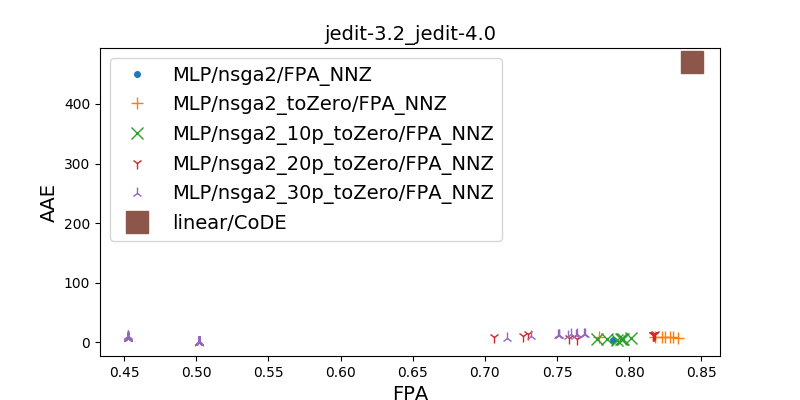 jedit-3.2_jedit-4.0
MLP/nsga2/FPA_NNZ
MLP/nsga2_toZero/FPA_NNZ
MLP/nsga2_10p_toZero/FPA_NNZ
MLP/nsga2_20p_toZero/FPA_NNZ
MLP/nsga2_30p_toZero/FPA_NNZ
linear/CoDE
AAE
400
300
200
100
0
0.45 0.50 0.55 0.60 0.65 0.70 0.75 0.80 0.85
FPA